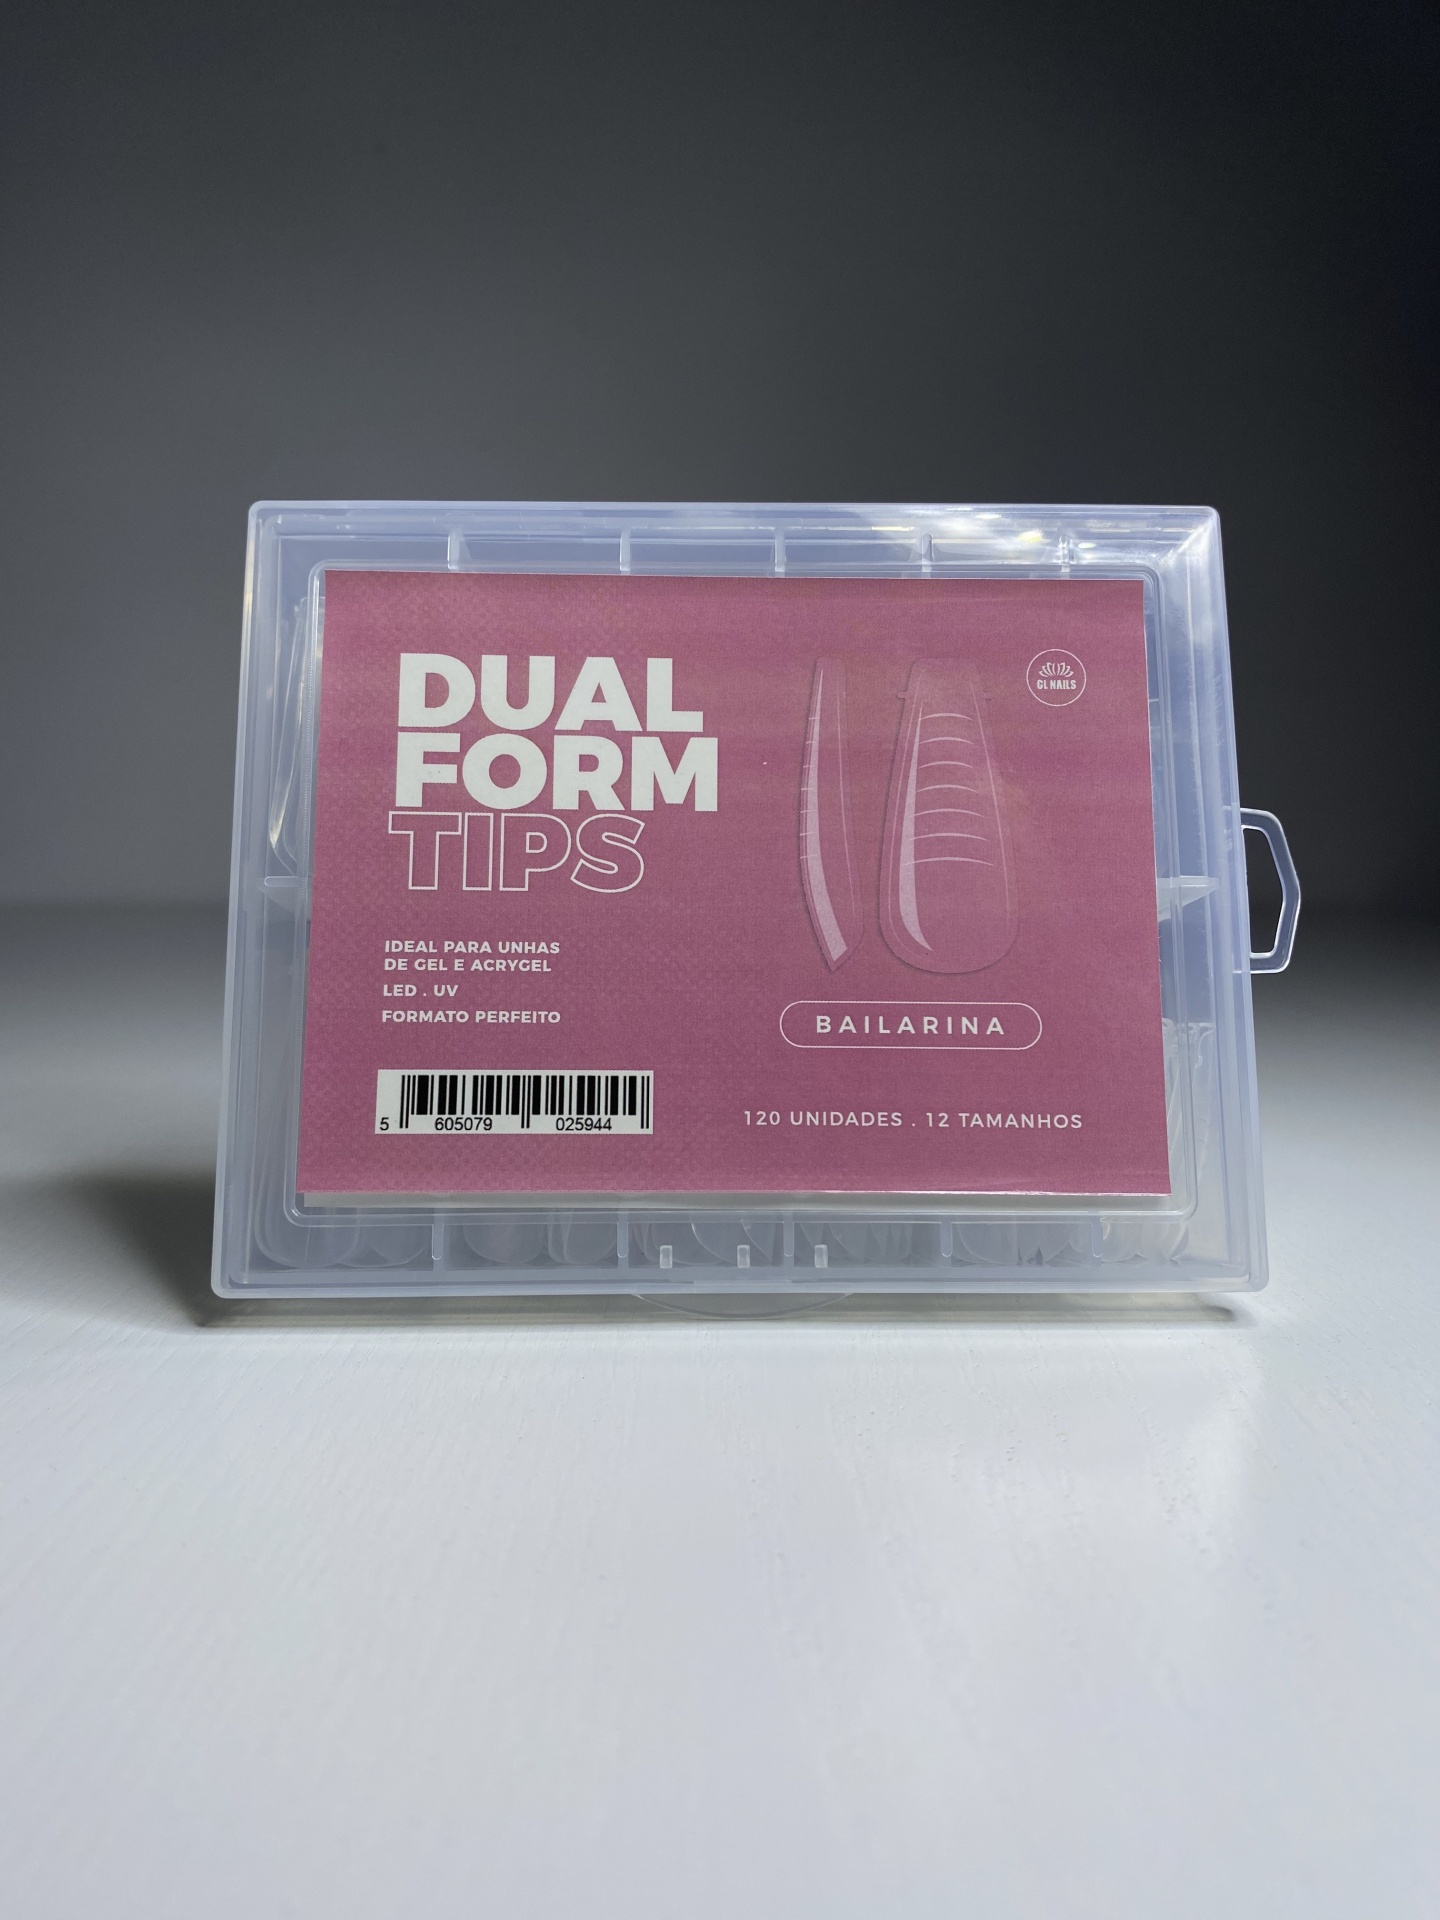 DUAL
FORM
TIPS
GL NAILS
IDEAL PARA UNHAS
DE GEL E ACRYGEL
LED . UV
FORMATO PERFEITO
BAILARINA
5 605079 025944
120 UNIDADES . 12 TAMANHOS